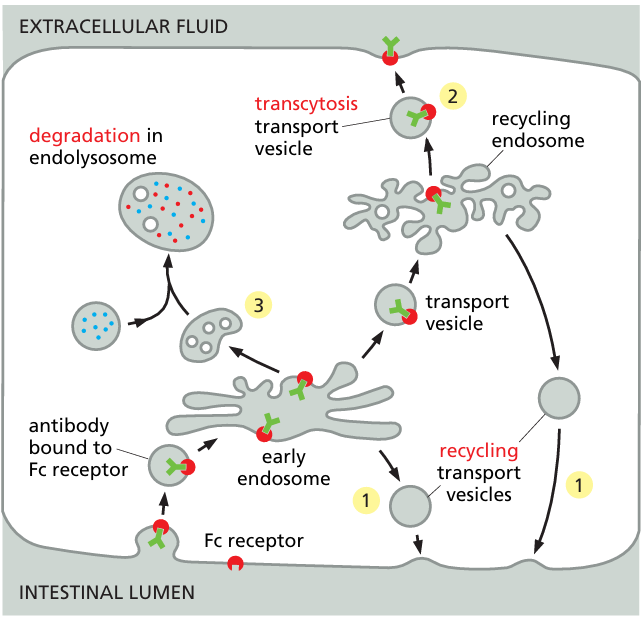 EXTRACELLULAR FLUID
transcytosis
transport
vesicle
2
recycling
endosome
degradation in
endolysosome
3
transport
vesicle
antibody
bound to
Fc receptor
early
endosome
recycling
transport
vesicles
1
1
Fc receptor
INTESTINAL LUMEN